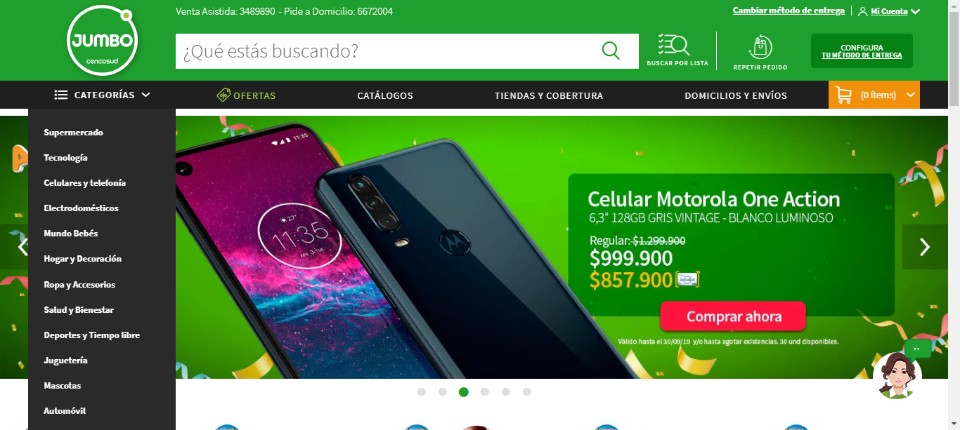 Venta Asistida: 3489890 - Pide a Domicilio: 6672004
Cambiar método de entrega
Mi Cuenta
JUMBO
cencosud
¿Qué estás buscando?
BUSCAR POR LISTA
REPETIR PEDIDO
CONFIGURA
TU MÉTODO DE ENTREGA
CATEGORÍAS
OFERTAS
CATÁLOGOS
TIENDAS Y COBERTURA
DOMICILIOS Y ENVÍOS
(0 ítems)
Supermercado
Tecnología
Celulares y telefonía
Electrodomésticos
Mundo Bebés
Hogar y Decoración
Ropa y Accesorios
Salud y Bienestar
Deportes y Tiempo libre
Juguetería
Mascotas
Automóvil
11:35
11:35
Celular Motorola One Action
6,3" 128GB GRIS VINTAGE - BLANCO LUMINOSO
Regular: $1.299.900
$999.900
$857.900
Comprar ahora
Válido hasta el 30/09/19 y/o hasta agotar existencias. 30 und disponibles.